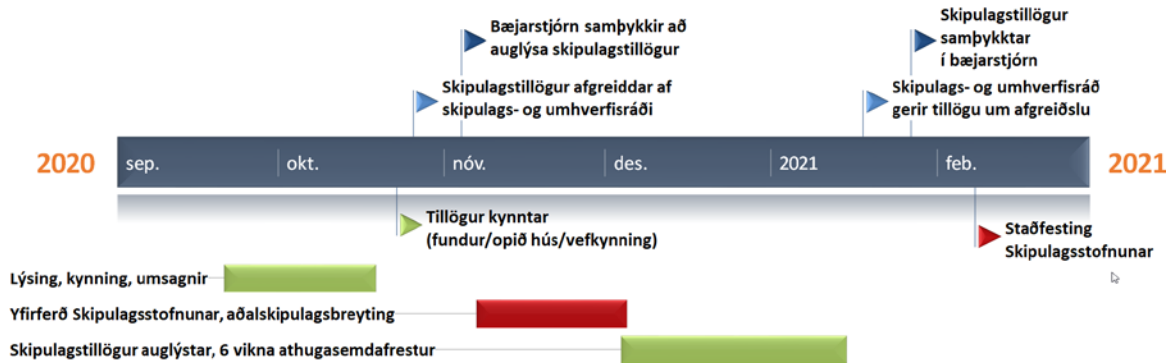 Bæjarstjórn samþykkir að
auglýsa skipulagstillögur
Skipulagstillögur
samþykktar
í bæjarstjórn
Skipulagstillögur afgreiddar af
skipulags- og umhverfisráði
Skipulags- og umhverfisráð
gerir tillögu um afgreiðslu
2020 sep. okt. nóv. des. 2021 feb. 2021
Tillögur kynntar
(fundur/opið hús/vefkynning)
Staðfesting
Skipulagsstofnunar
Lýsing, kynning, umsagnir
Yfirferð Skipulagsstofnunar, aðalskipulagsbreyting
Skipulagstillögur auglýstar, 6 vikna athugasemdafrestur